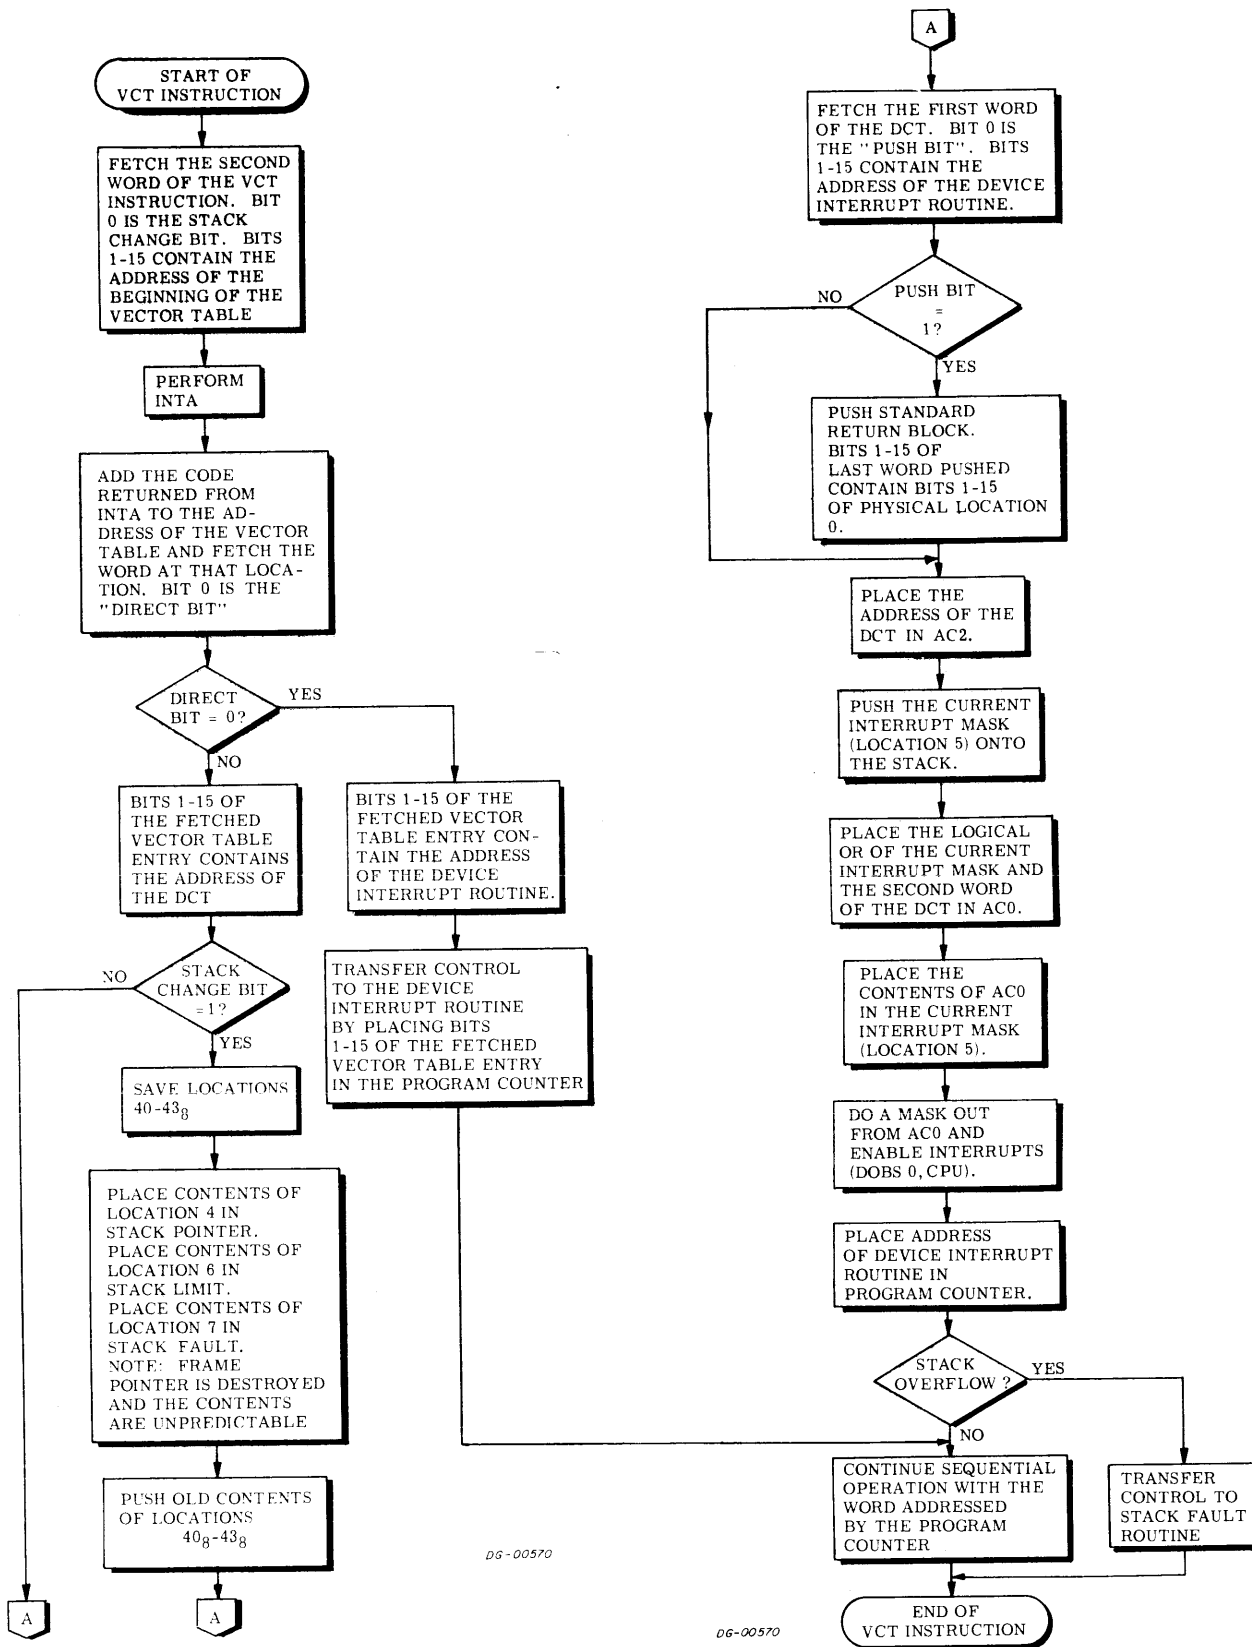 START OF
VCT INSTRUCTION
FETCH THE SECOND
WORD OF THE VCT
INSTRUCTION. BIT
0 IS THE STACK
CHANGE BIT. BITS
1-15 CONTAIN THE
ADDRESS OF THE
BEGINNING OF THE
VECTOR TABLE
PERFORM
INTA
ADD THE CODE
RETURNED FROM
INTA TO THE AD-
DRESS OF THE VECTOR
TABLE AND FETCH THE
WORD AT THAT LOCA-
TION. BIT 0 IS THE
"DIRECT BIT"
DIRECT
BIT = 0?
YES
NO
BITS 1-15 OF
THE FETCHED
VECTOR TABLE
ENTRY CONTAINS
THE ADDRESS OF
THE DCT
BITS 1-15 OF THE
FETCHED VECTOR
TABLE ENTRY CON-
TAIN THE ADDRESS
OF THE DEVICE
INTERRUPT ROUTINE.
NO
STACK
CHANGE BIT
=1?
YES
TRANSFER CONTROL
TO THE DEVICE
INTERRUPT ROUTINE
BY PLACING BITS
1-15 OF THE FETCHED
VECTOR TABLE ENTRY
IN THE PROGRAM COUNTER
SAVE LOCATIONS
40-43₈
PLACE CONTENTS OF
LOCATION 4 IN
STACK POINTER.
PLACE CONTENTS OF
LOCATION 6 IN
STACK LIMIT.
PLACE CONTENTS OF
LOCATION 7 IN
STACK FAULT.
NOTE: FRAME
POINTER IS DESTROYED
AND THE CONTENTS
ARE UNPREDICTABLE
PUSH OLD CONTENTS
OF LOCATIONS
40₈-43₈
A
A
DG-00570
A
FETCH THE FIRST WORD
OF THE DCT. BIT 0 IS
THE "PUSH BIT". BITS
1-15 CONTAIN THE
ADDRESS OF THE DEVICE
INTERRUPT ROUTINE.
NO
PUSH BIT
=
1?
YES
PUSH STANDARD
RETURN BLOCK.
BITS 1-15 OF
LAST WORD PUSHED
CONTAIN BITS 1-15
OF PHYSICAL LOCATION
0.
PLACE THE
ADDRESS OF THE
DCT IN AC2.
PUSH THE CURRENT
INTERRUPT MASK
(LOCATION 5) ONTO
THE STACK.
PLACE THE LOGICAL
OR OF THE CURRENT
INTERRUPT MASK AND
THE SECOND WORD
OF THE DCT IN AC0.
PLACE THE
CONTENTS OF AC0
IN THE CURRENT
INTERRUPT MASK
(LOCATION 5).
DO A MASK OUT
FROM AC0 AND
ENABLE INTERRUPTS
(DOBS 0, CPU).
PLACE ADDRESS
OF DEVICE INTERRUPT
ROUTINE IN
PROGRAM COUNTER.
STACK
OVERFLOW ?
YES
NO
CONTINUE SEQUENTIAL
OPERATION WITH THE
WORD ADDRESSED
BY THE PROGRAM
COUNTER
TRANSFER
CONTROL TO
STACK FAULT
ROUTINE
END OF
VCT INSTRUCTION
DG-00570